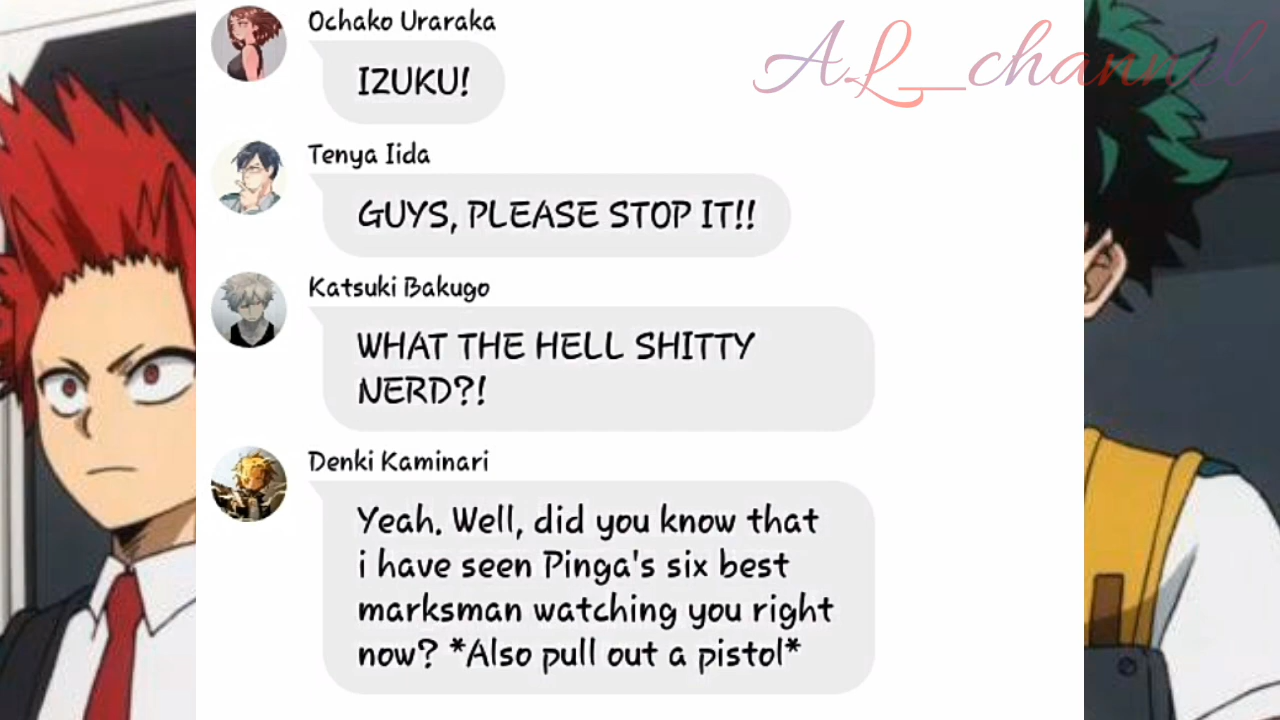 Ochako Uraraka
AL_channel
IZUKU!
Tenya Iida
GUYS, PLEASE STOP IT!!
Katsuki Bakugo
WHAT THE HELL SHITTY
NERD?!
Denki Kaminari
Yeah. Well, did you know that
i have seen Pinga's six best
marksman watching you right
now? *Also pull out a pistol*